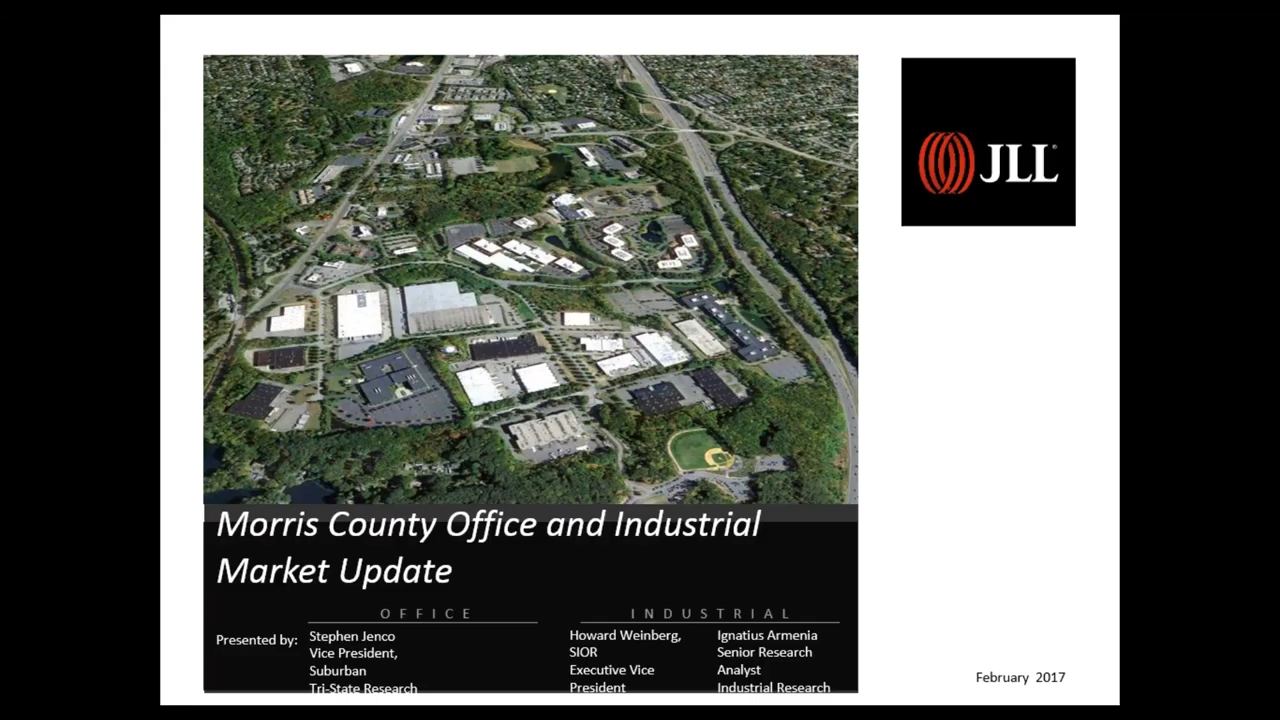 JLL
Morris County Office and Industrial
Market Update
OFFICE
INDUSTRIAL
Presented by:
Stephen Jenco
Vice President,
Suburban
Tri-State Research
Howard Weinberg,
SIOR
Executive Vice
President
Ignatius Armenia
Senior Research
Analyst
Industrial Research
February 2017